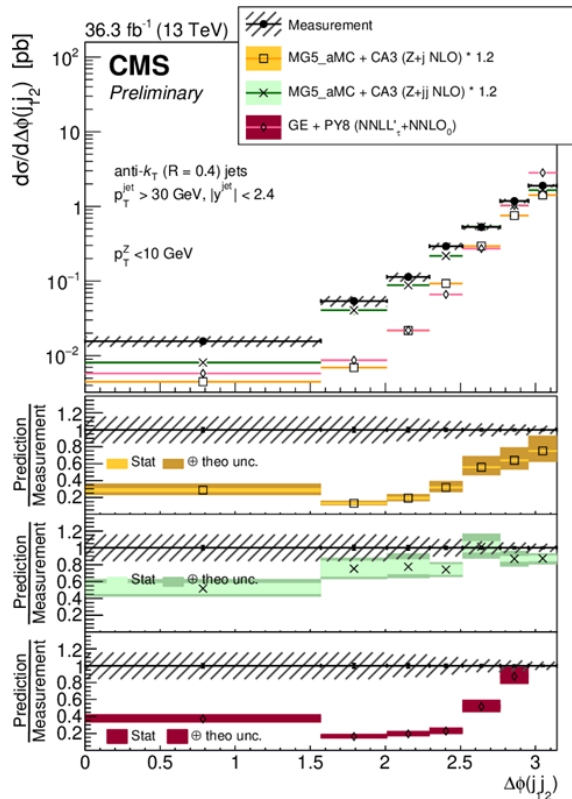 36.3 fb⁻¹ (13 TeV)
Measurement
MG5_aMC + CA3 (Z+j NLO) * 1.2
MG5_aMC + CA3 (Z+jj NLO) * 1.2
GE + PY8 (NNLL'_τ+NNLO₀)
CMS
Preliminary
dσ/dΔφ(j₁j₂) [pb]
anti-k_T (R = 0.4) jets
p_T^jet > 30 GeV, |y^jet| < 2.4
p_T^Z <10 GeV
10²
10
1
10⁻¹
10⁻²
Prediction
Measurement
1.2
1
0.8
0.6
0.4
0.2
Stat ⊕ theo unc.
Prediction
Measurement
1.2
1
0.8
0.6
0.4
Stat ⊕ theo unc.
Prediction
Measurement
1.2
1
0.8
0.6
0.4
0.2
Stat ⊕ theo unc.
0 0.5 1 1.5 2 2.5 3
Δφ(j₁j₂)